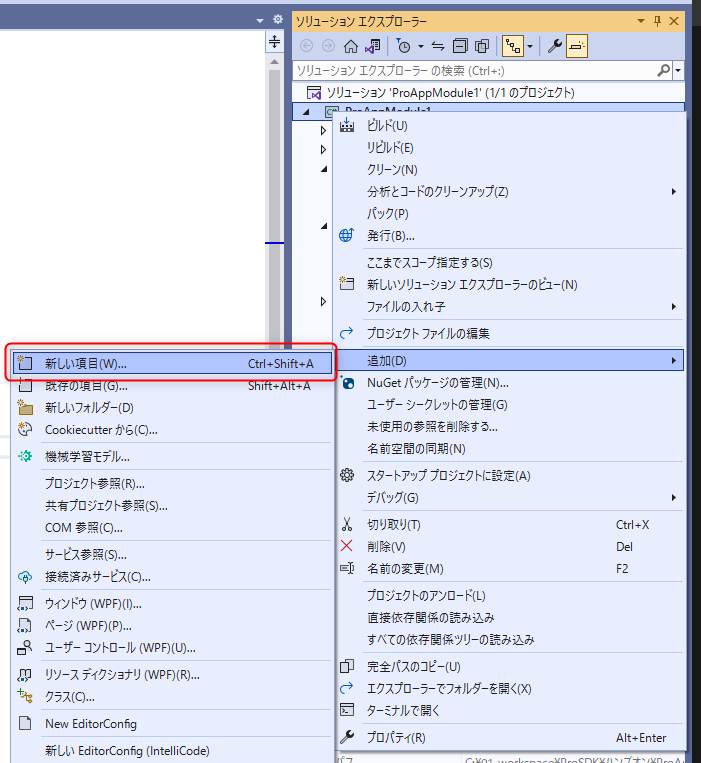 ソリューション エクスプローラー
ソリューション エクスプローラー の検索 (Ctrl+:)
ソリューション 'ProAppModule1' (1/1 のプロジェクト)
ProAppModule1
ビルド(U)
リビルド(E)
クリーン(N)
分析とコードのクリーンアップ(Z)
パック(P)
発行(B)...
ここまでスコープ指定する(S)
新しいソリューション エクスプローラーのビュー(N)
ファイルの入れ子
プロジェクト ファイルの編集
追加(D)
NuGet パッケージの管理(N)...
ユーザー シークレットの管理(G)
未使用の参照を削除する...
名前空間の同期(N)
スタートアップ プロジェクトに設定(A)
デバッグ(G)
切り取り(T) Ctrl+X
削除(V) Del
名前の変更(M) F2
プロジェクトのアンロード(L)
直接依存関係の読み込み
すべての依存関係ツリーの読み込み
完全パスのコピー(U)
エクスプローラーでフォルダーを開く(X)
ターミナルで開く
プロパティ(R) Alt+Enter
新しい項目(W)... Ctrl+Shift+A
既存の項目(G)... Shift+Alt+A
新しいフォルダー(D)
Cookiecutter から(C)...
機械学習モデル...
プロジェクト参照(R)...
共有プロジェクト参照(S)...
COM 参照(C)...
サービス参照(S)...
接続済みサービス(C)...
ウィンドウ (WPF)(I)...
ページ (WPF)(P)...
ユーザー コントロール (WPF)(U)...
リソース ディクショナリ (WPF)(R)...
クラス(C)...
New EditorConfig
新しい EditorConfig (IntelliCode)